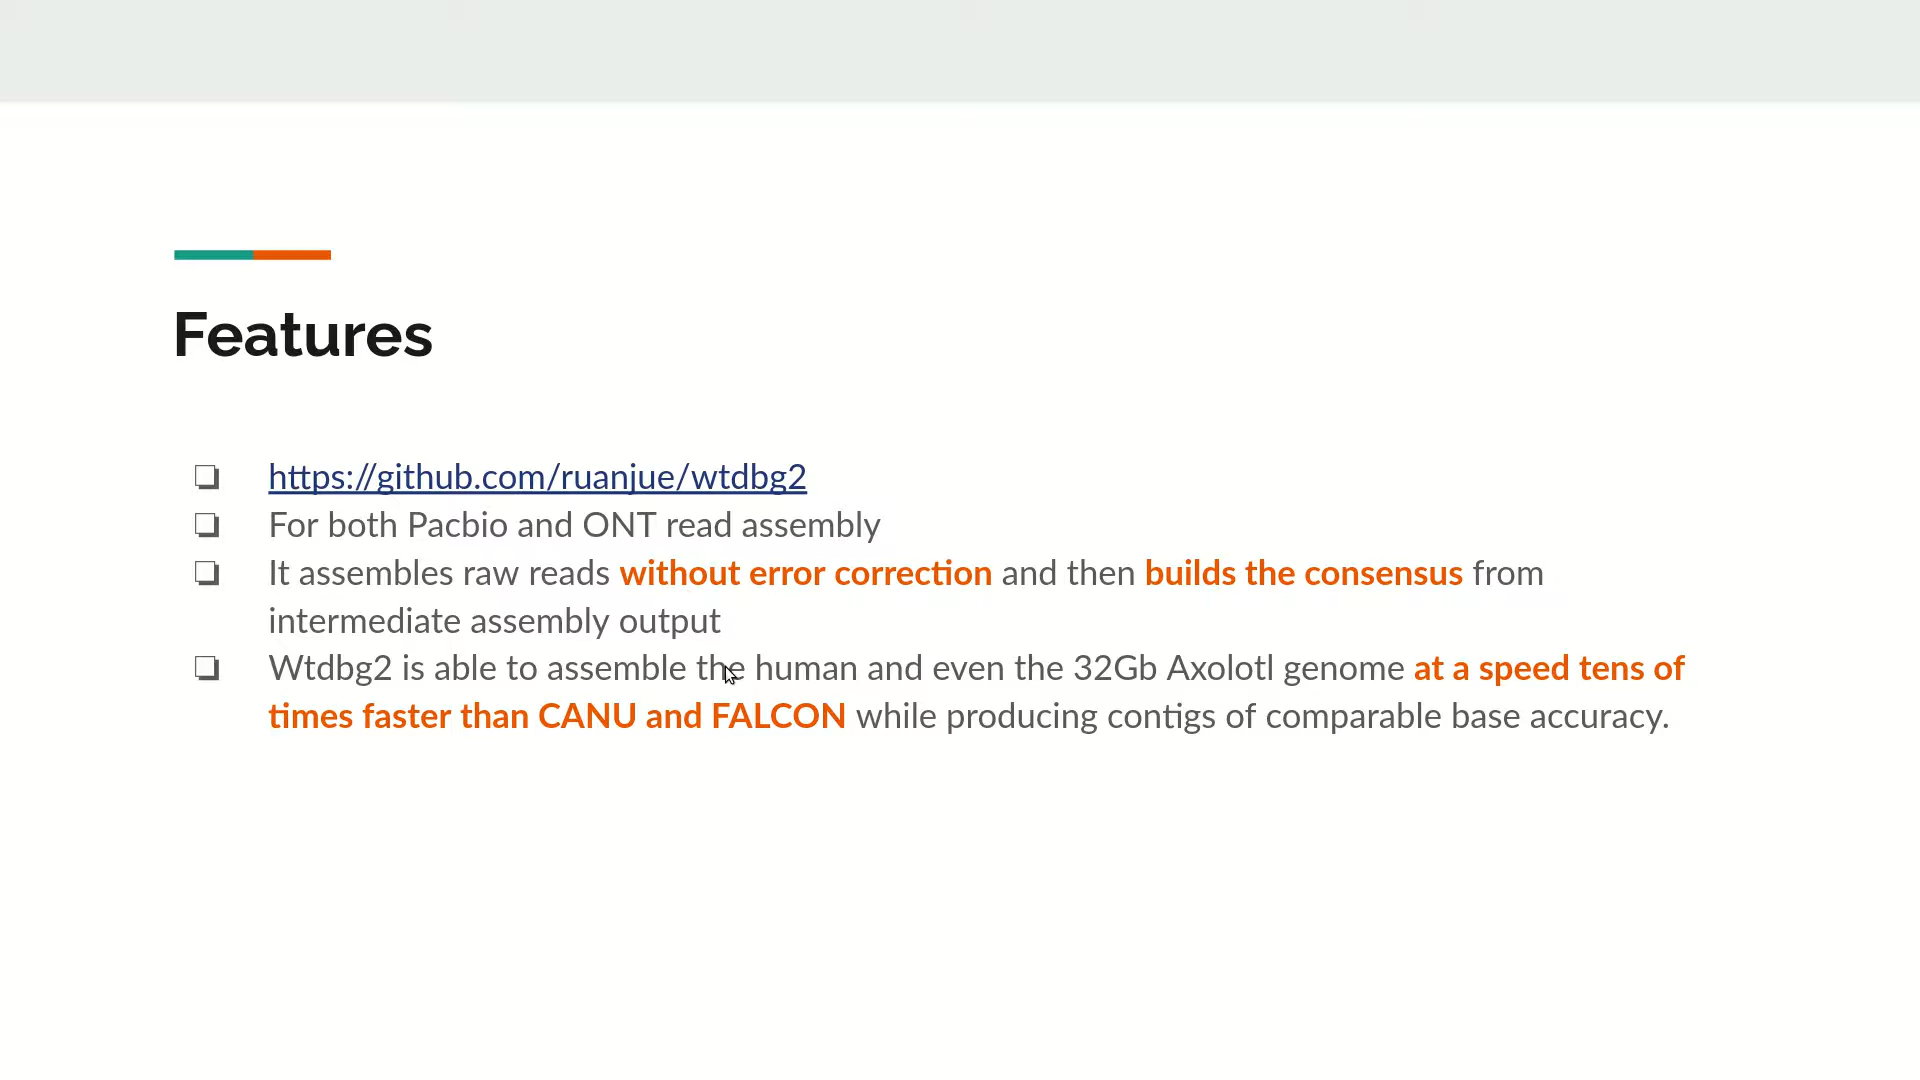 Features
❏ https://github.com/ruanjue/wtdbg2
❏ For both Pacbio and ONT read assembly
❏ It assembles raw reads without error correction and then builds the consensus from
intermediate assembly output
❏ Wtdbg2 is able to assemble the human and even the 32Gb Axolotl genome at a speed tens of
times faster than CANU and FALCON while producing contigs of comparable base accuracy.